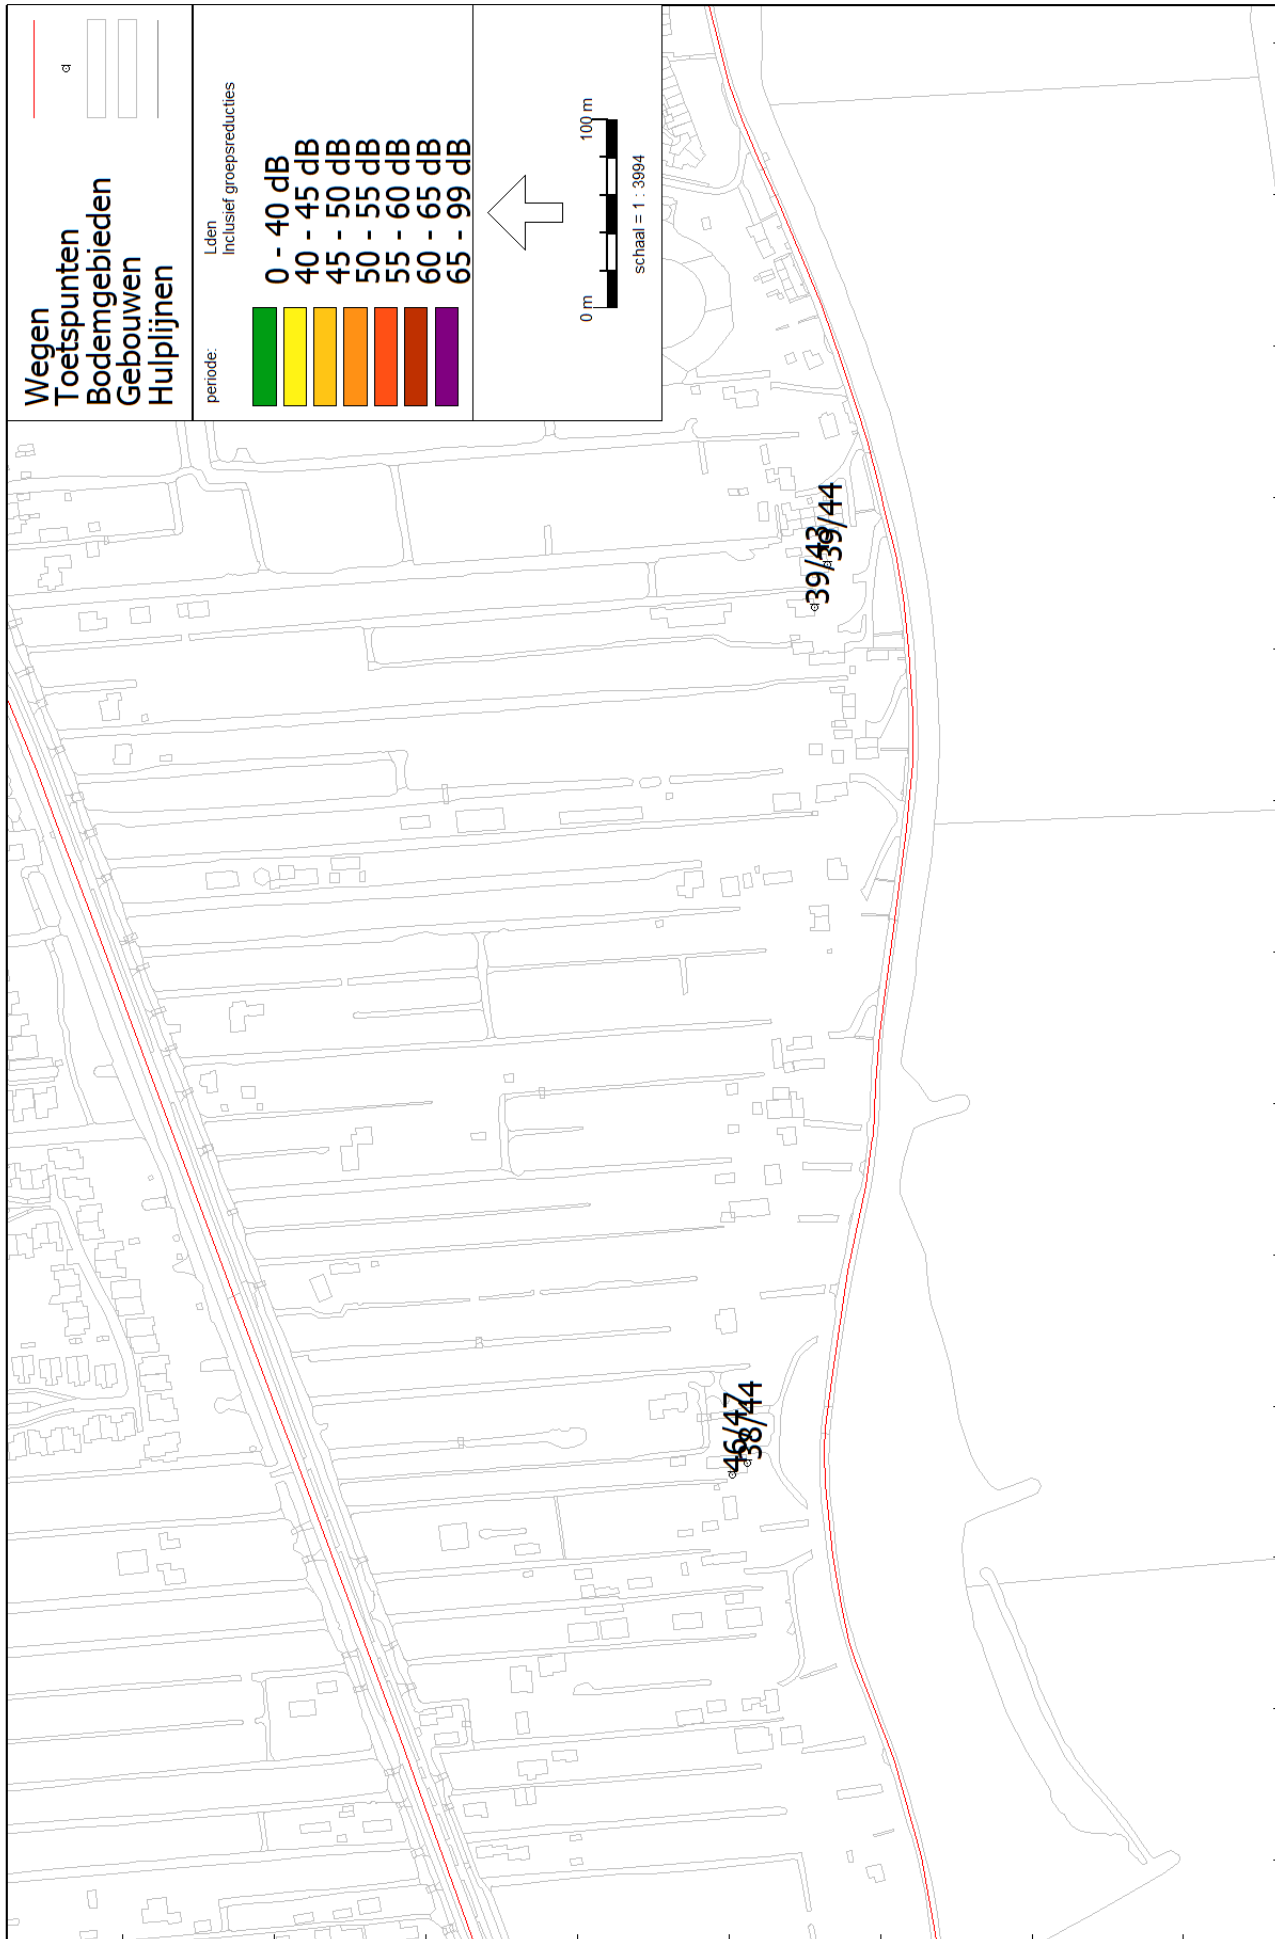 Wegen
Toetspunten
Bodemgebieden
Gebouwen
Hulplijnen
periode:
Lden
Inclusief groepsreducties
0 - 40 dB
40 - 45 dB
45 - 50 dB
50 - 55 dB
55 - 60 dB
60 - 65 dB
65 - 99 dB
0 m
100 m
schaal = 1 : 3994
39/43
39/44
46/47
38/44